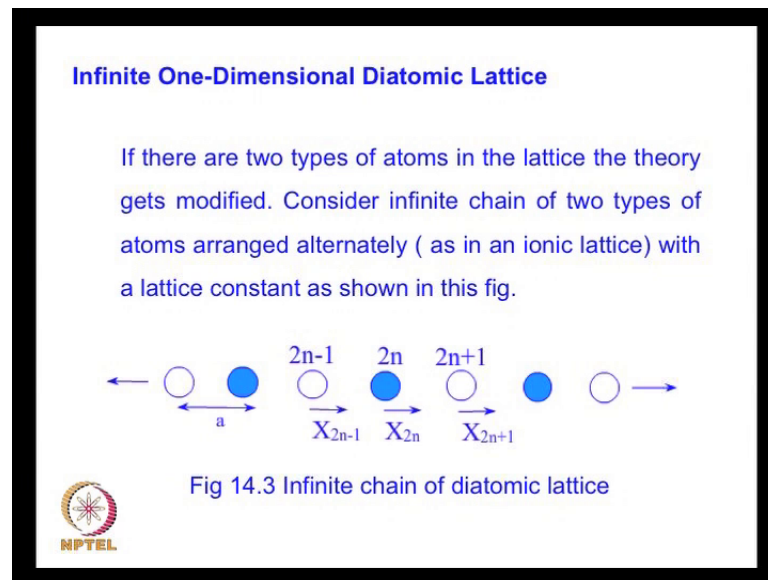 Infinite One-Dimensional Diatomic Lattice
If there are two types of atoms in the lattice the theory
gets modified. Consider infinite chain of two types of
atoms arranged alternately ( as in an ionic lattice) with
a lattice constant as shown in this fig.
2n-1 2n 2n+1
a
X2n-1 X2n X2n+1
Fig 14.3 Infinite chain of diatomic lattice
NPTEL